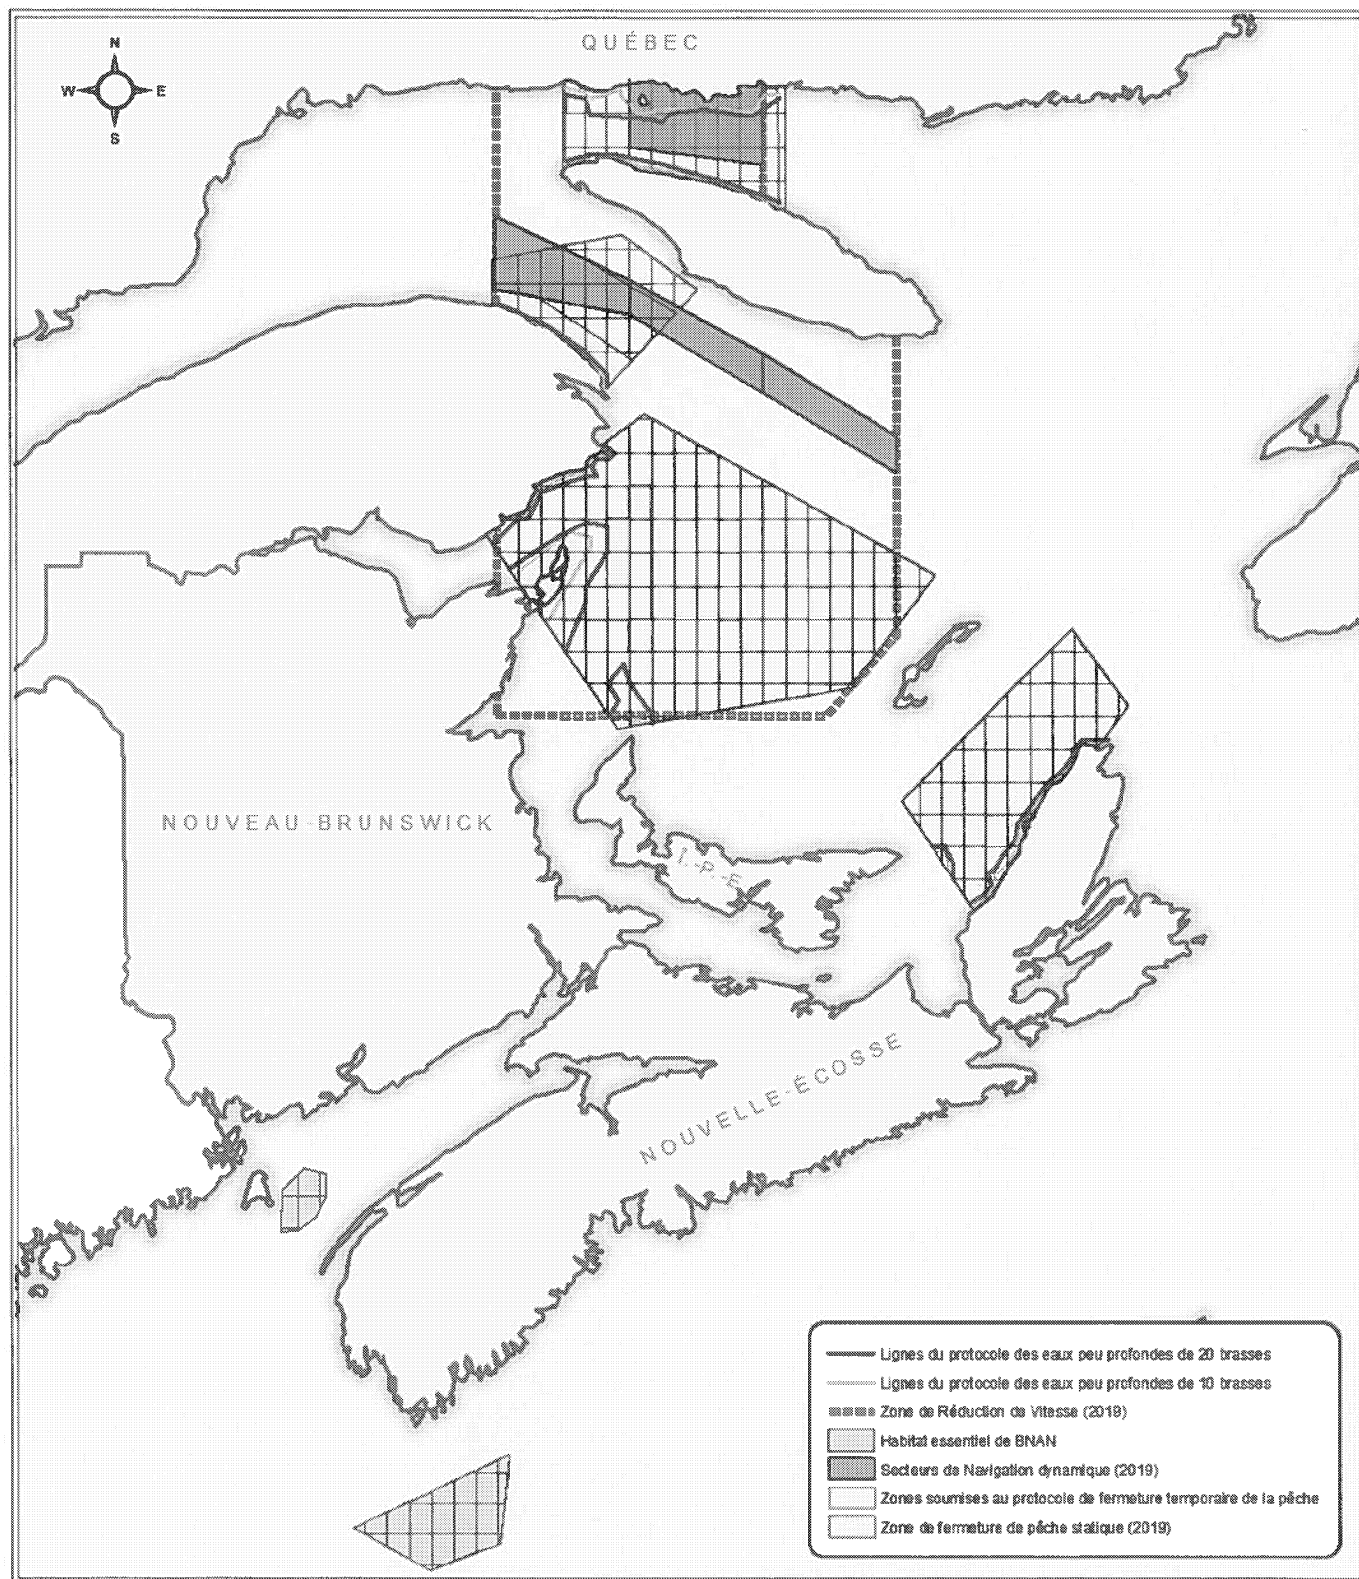 QUÉBEC
N
W E
S
NOUVEAU-BRUNSWICK
Î.-P.-E
NOUVELLE-ÉCOSSE
Lignes du protocole des eaux peu profondes de 20 brasses
Lignes du protocole des eaux peu profondes de 10 brasses
Zone de Réduction de Vitesse (2019)
Habitat essentiel de BNAN
Secteurs de Navigation dynamique (2019)
Zones soumises au protocole de fermeture temporaire de la pêche
Zone de fermeture de pêche statique (2019)